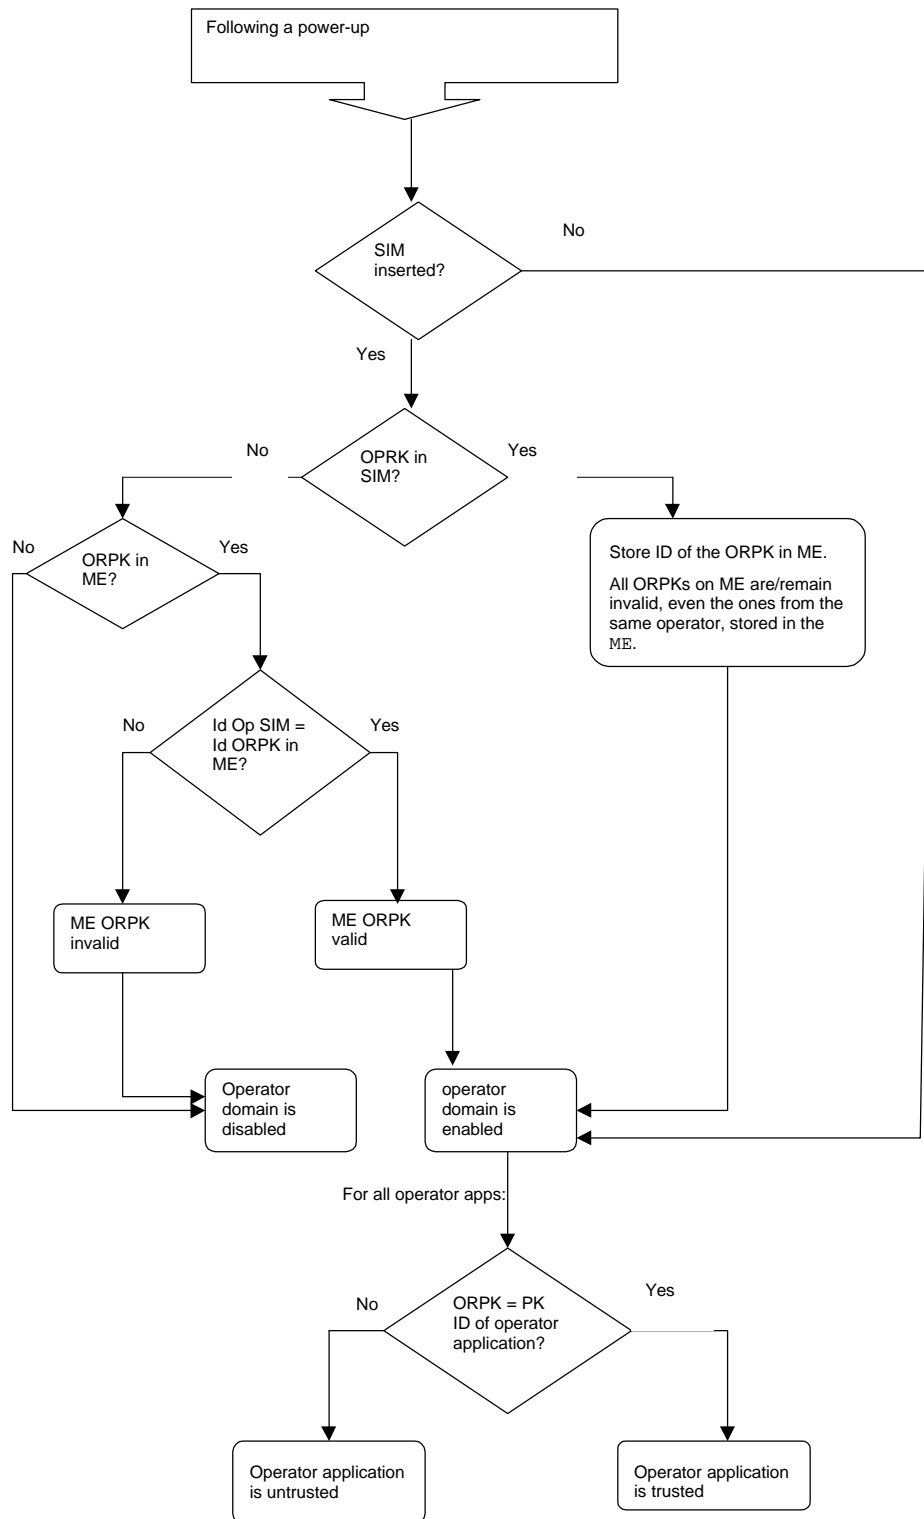 Following a power-up
SIM
inserted?
No
Yes
OPRK in
SIM?
No
Yes
ORPK in
ME?
No
Yes
Store ID of the ORPK in ME.
All ORPKs on ME are/remain
invalid, even the ones from the
same operator, stored in the
ME.
Id Op SIM =
Id ORPK in
ME?
No
Yes
ME ORPK
invalid
ME ORPK
valid
Operator
domain is
disabled
operator
domain is
enabled
For all operator apps:
ORPK = PK
ID of operator
application?
No
Yes
Operator application
is untrusted
Operator application
is trusted